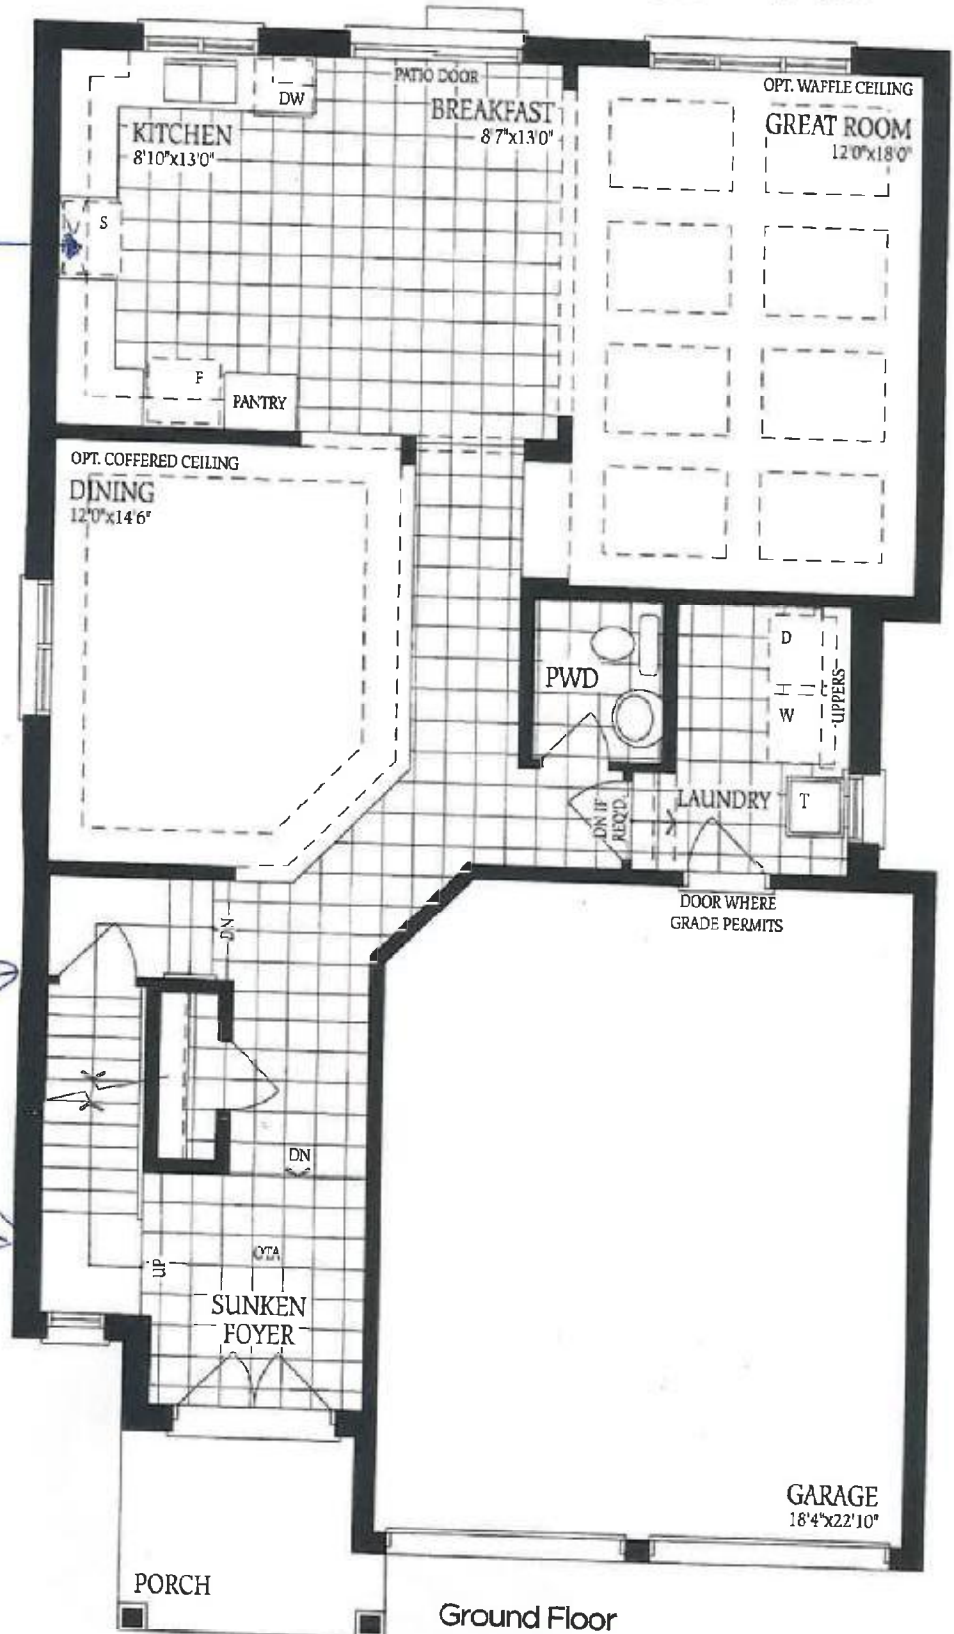 PATIO DOOR
DW
BREAKFAST
8'7"x13'0"
KITCHEN
8'10"x13'0"
OPT. WAFFLE CEILING
GREAT ROOM
12'0"x18'0"
S
F
PANTRY
OPT. COFFERED CEILING
DINING
12'0"x14'6"
PWD
D
W
UPPERS
DN IF
REQ'D
LAUNDRY
T
DOOR WHERE
GRADE PERMITS
DN
DN
UP
OTA
SUNKEN
FOYER
GARAGE
18'4"x22'10"
PORCH
Ground Floor